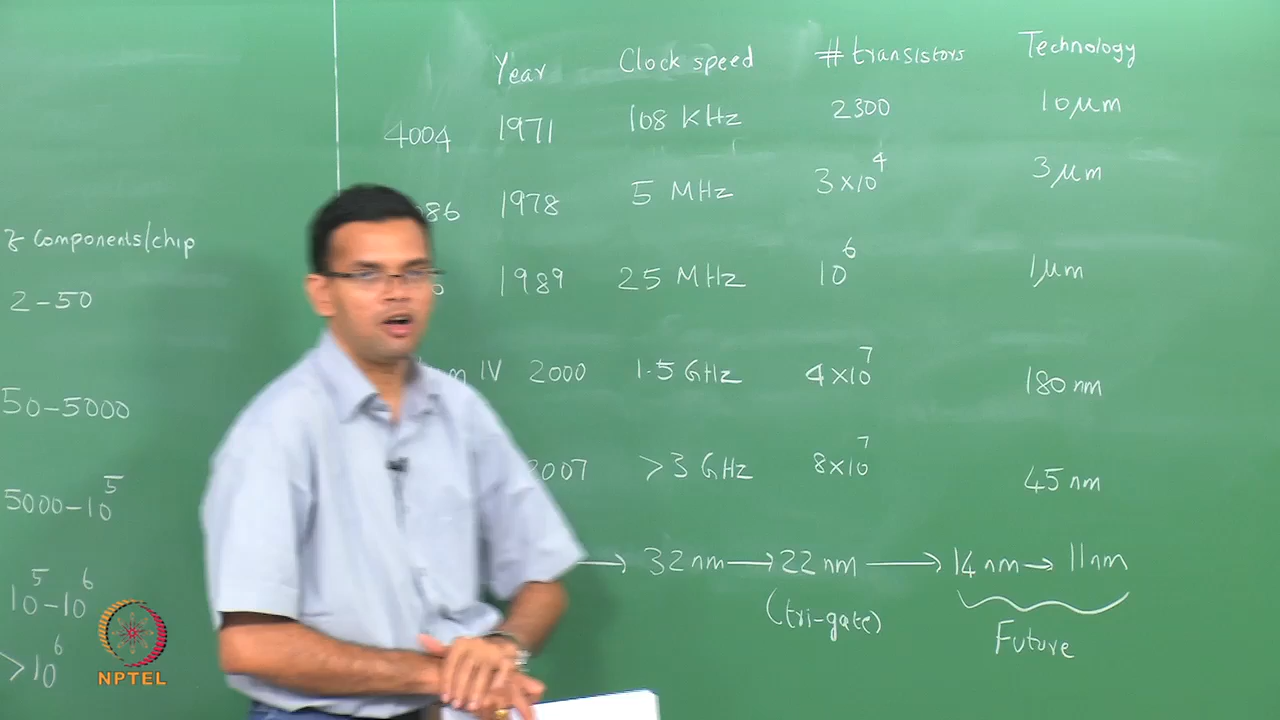 Year Clock speed # transistors Technology
4004 1971 108 KHz 2300 10 μm
86 1978 5 MHz 3×10^4 3 μm
1989 25 MHz 10^6 1 μm
IV 2000 1.5 GHz 4×10^7 180 nm
2007 >3 GHz 8×10^7 45 nm
→ 32 nm → 22 nm → 14 nm → 11 nm
(tri-gate)
Future
components/chip
2-50
50-5000
5000-10^5
10^5-10^6
>10^6
NPTEL